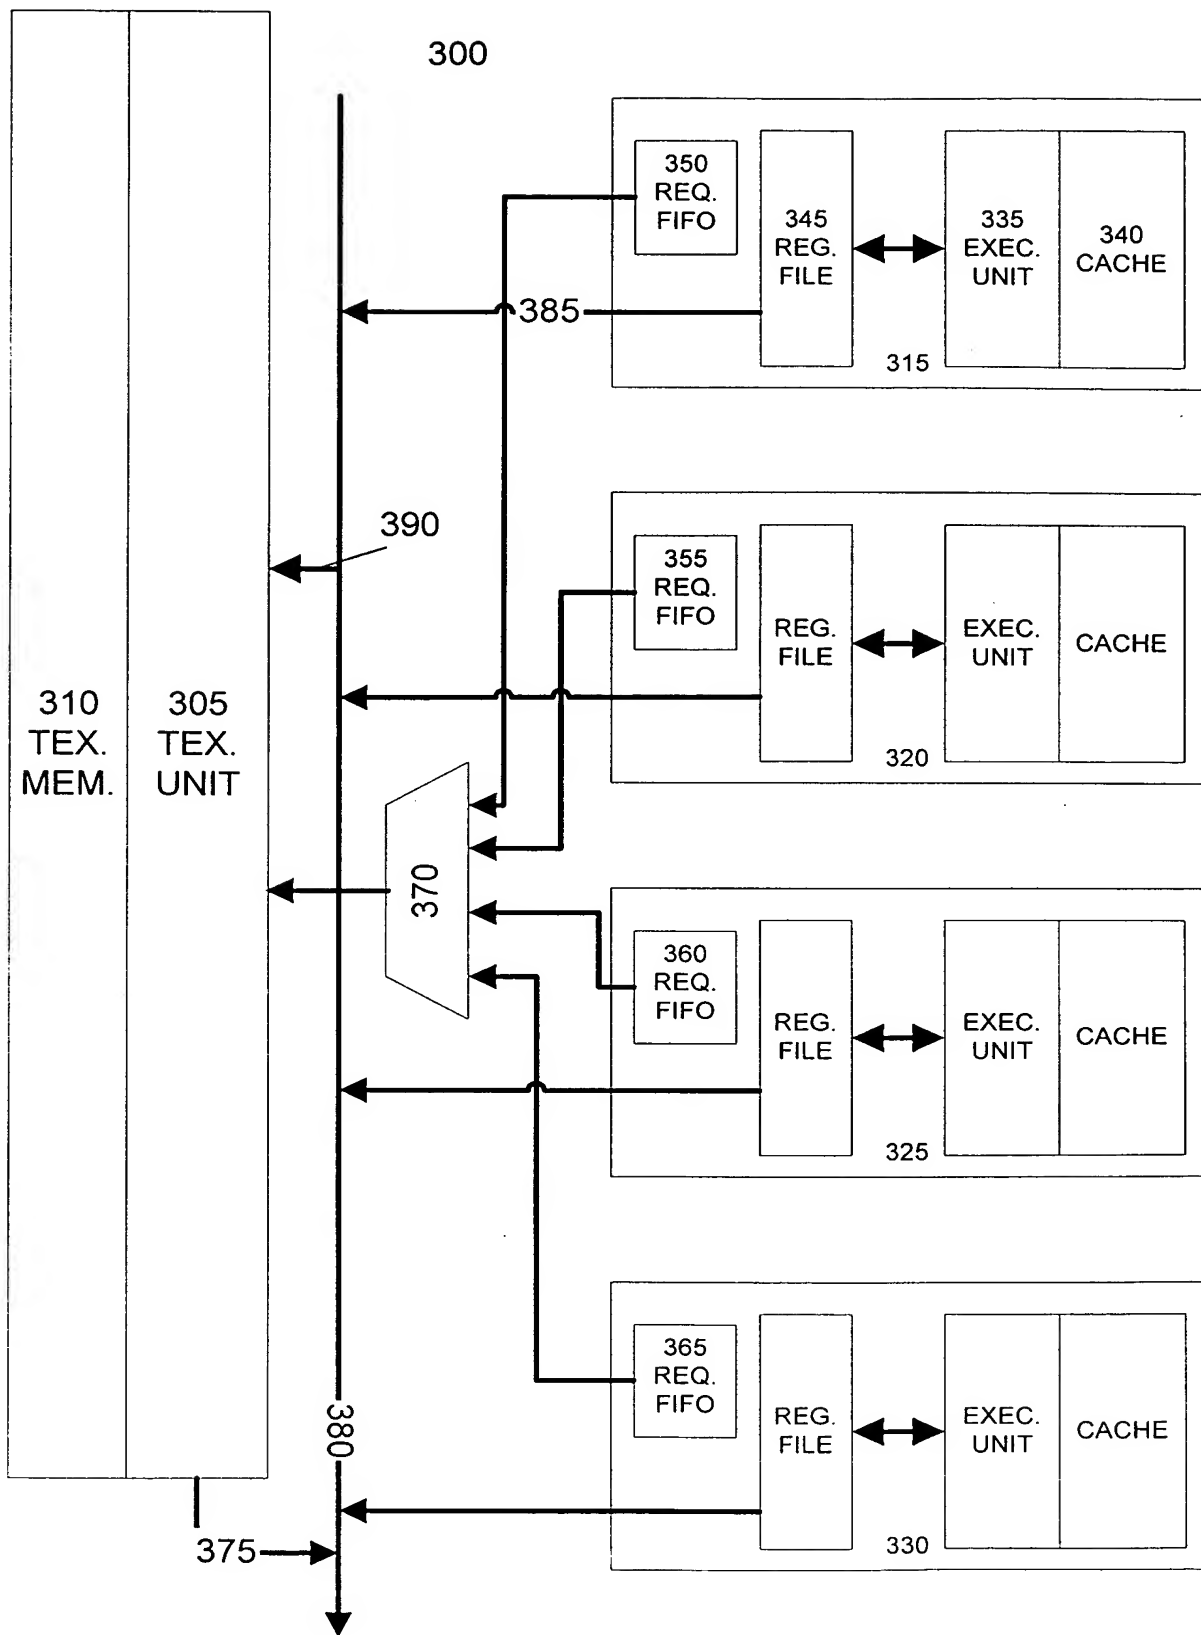 300
350
REQ.
FIFO
345
REG.
FILE
335
EXEC.
UNIT
340
CACHE
385
315
390
355
REQ.
FIFO
REG.
FILE
EXEC.
UNIT
CACHE
320
310
TEX.
MEM.
305
TEX.
UNIT
370
360
REQ.
FIFO
REG.
FILE
EXEC.
UNIT
CACHE
325
365
REQ.
FIFO
REG.
FILE
EXEC.
UNIT
CACHE
380
375
330